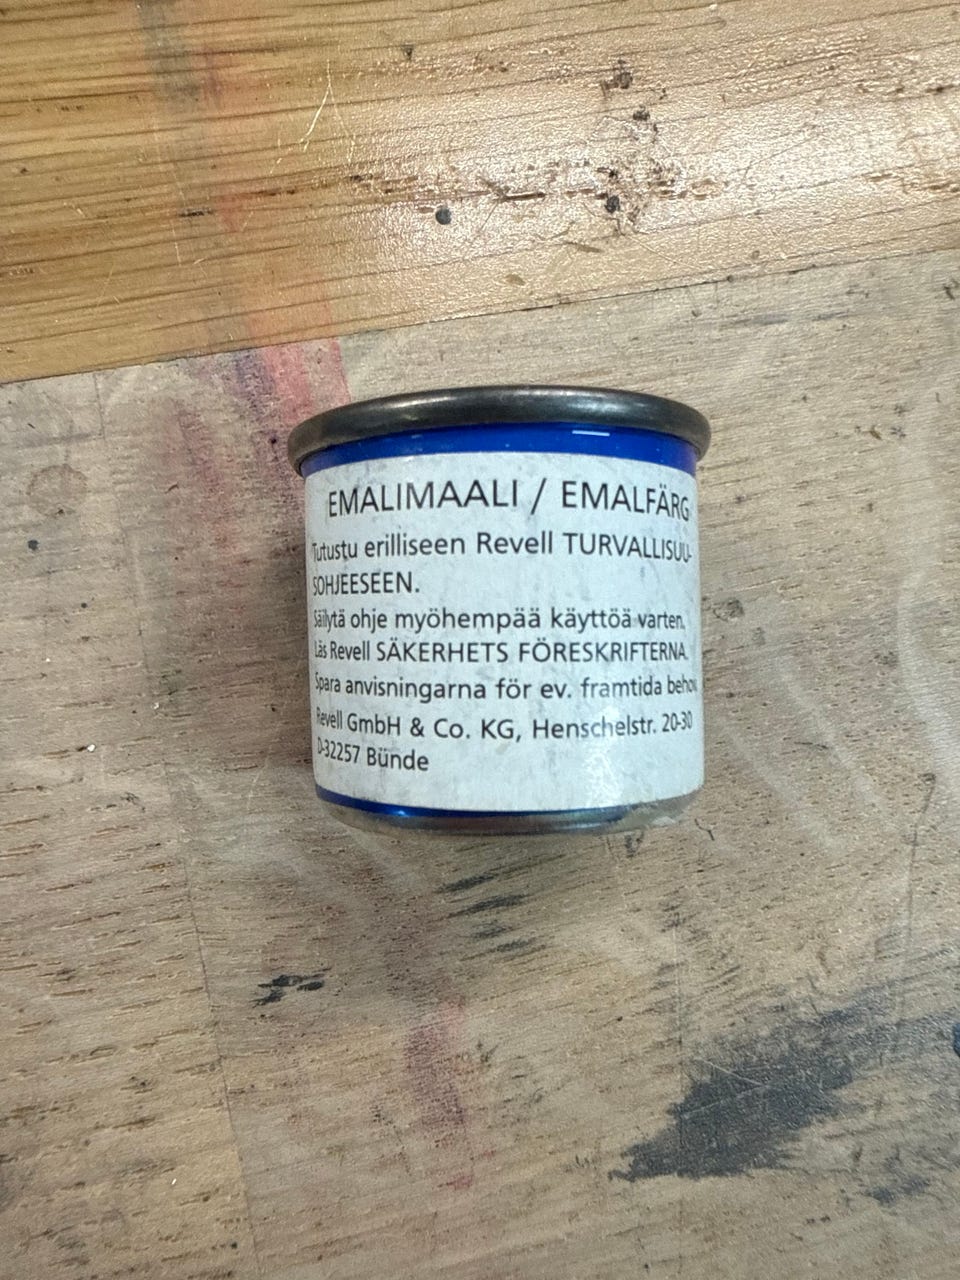 EMALIMAALI / EMALFÄRG
Tutustu erilliseen Revell TURVALLISUU-
SOHJEESEEN.
Säilytä ohje myöhempää käyttöä varten.
Läs Revell SÄKERHETS FÖRESKRIFTERNA.
Spara anvisningarna för ev. framtida behov.
Revell GmbH & Co. KG, Henschelstr. 20-30
D-32257 Bünde